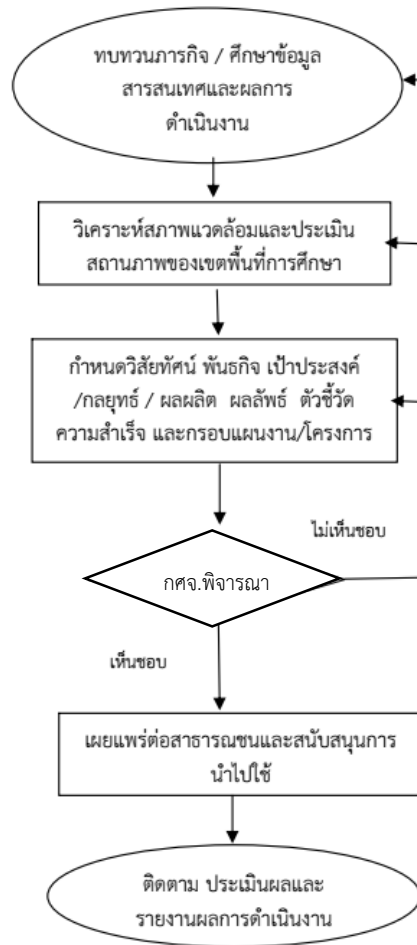 ทบทวนภารกิจ / ศึกษาข้อมูล
สารสนเทศและผลการ
ดำเนินงาน
วิเคราะห์สภาพแวดล้อมและประเมิน
สถานภาพของเขตพื้นที่การศึกษา
กำหนดวิสัยทัศน์ พันธกิจ เป้าประสงค์
/กลยุทธ์ / ผลผลิต ผลลัพธ์ ตัวชี้วัด
ความสำเร็จ และกรอบแผนงาน/โครงการ
ไม่เห็นชอบ
กศจ.พิจารณา
เห็นชอบ
เผยแพร่ต่อสาธารณชนและสนับสนุนการ
นำไปใช้
ติดตาม ประเมินผลและ
รายงานผลการดำเนินงาน